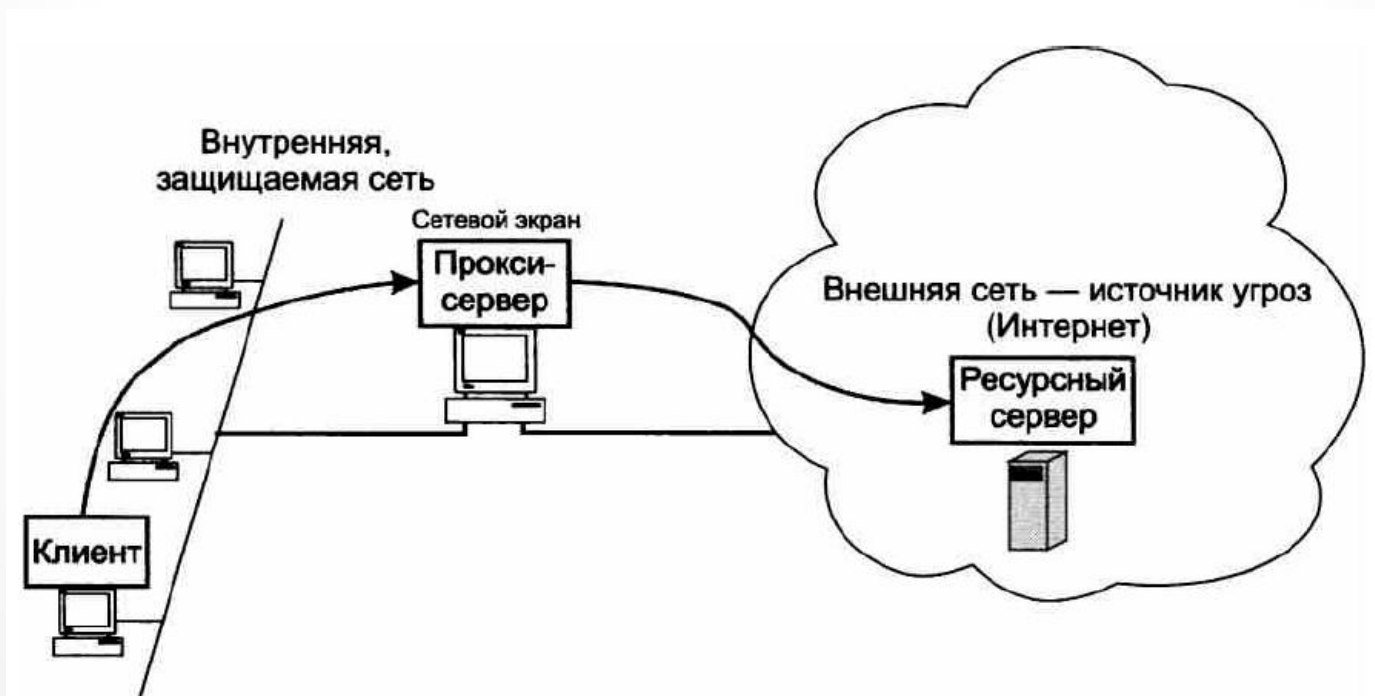 Внутренняя,
защищаемая сеть
Сетевой экран
Прокси-
сервер
Внешняя сеть — источник угроз
(Интернет)
Ресурсный
сервер
Клиент